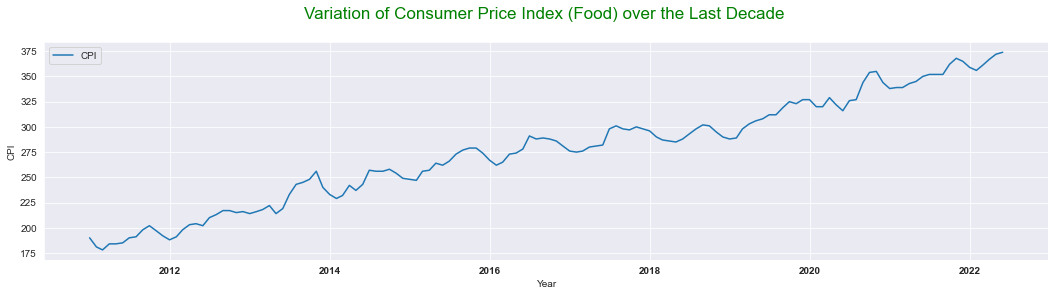 Variation of Consumer Price Index (Food) over the Last Decade
CPI
375
350
325
300
275
250
225
200
175
CPI
2012 2014 2016 2018 2020 2022
Year